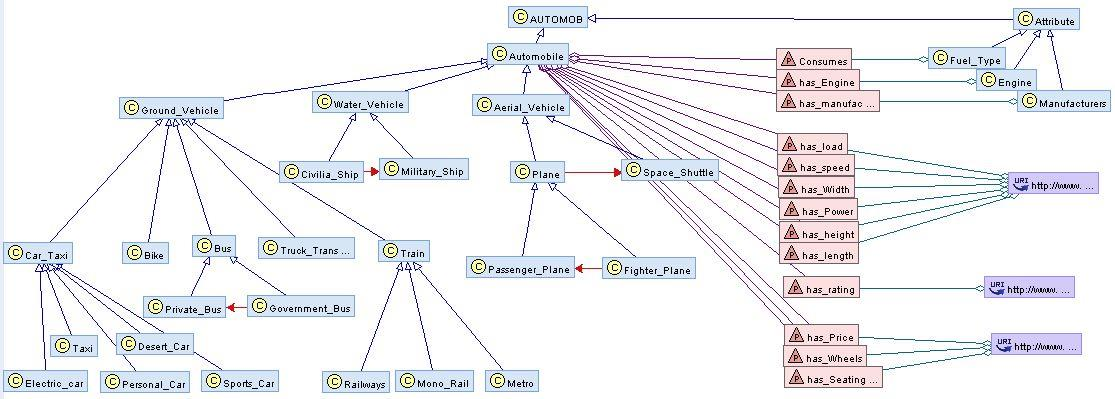 C AUTOMOB
C Attribute
C Automobile
P Consumes
C Fuel_Type
P has_Engine
C Engine
P has_manufac ...
C Manufacturers
C Ground_Vehicle
C Water_Vehicle
C Aerial_Vehicle
P has_load
P has_speed
P has_Width
P has_Power
P has_height
P has_length
URI http://www. ...
C Civilia_Ship
C Military_Ship
C Plane
C Space_Shuttle
C Car_Taxi
C Bike
C Bus
C Truck_Trans ...
C Train
C Passenger_Plane
C Fighter_Plane
P has_rating
URI http://www. ...
C Private_Bus
C Government_Bus
C Taxi
C Desert_Car
P has_Price
P has_Wheels
P has_Seating ...
URI http://www. ...
C Electric_car
C Personal_Car
C Sports_Car
C Railways
C Mono_Rail
C Metro